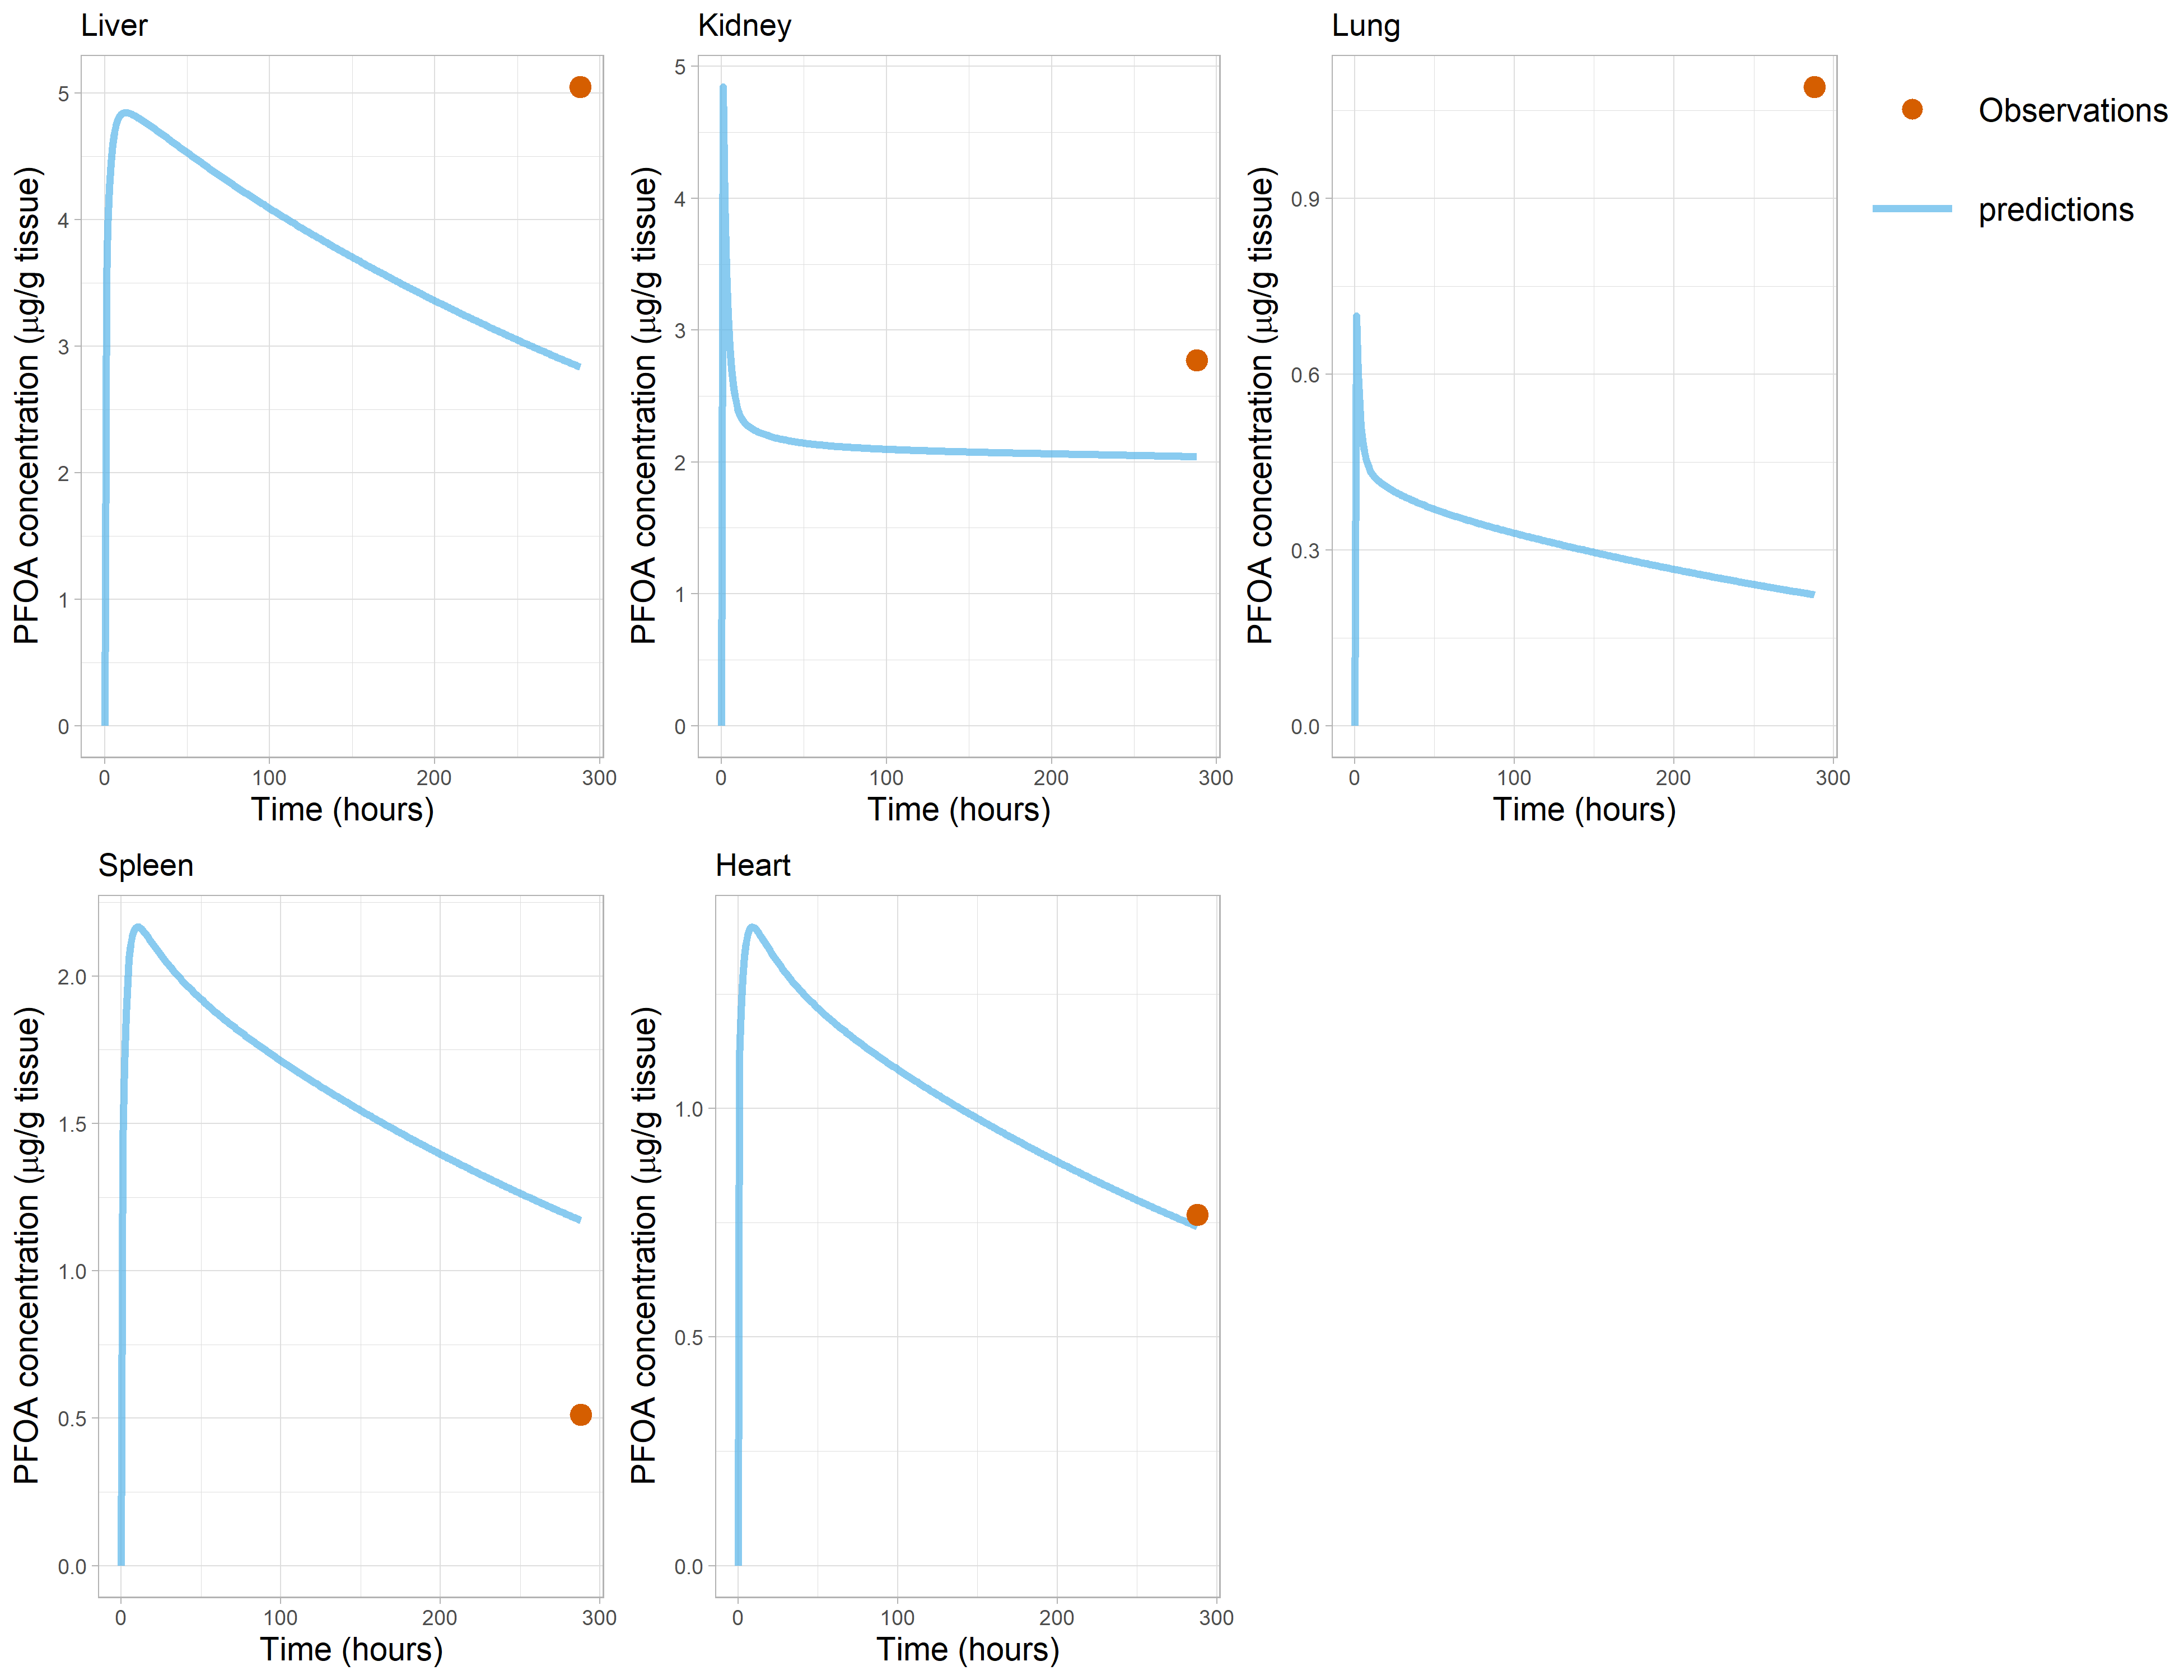 Liver
PFOA concentration (μg/g tissue)
5
4
3
2
1
0
0 100 200 300
Time (hours)
Kidney
PFOA concentration (μg/g tissue)
5
4
3
2
1
0
0 100 200 300
Time (hours)
Lung
PFOA concentration (μg/g tissue)
0.9
0.6
0.3
0.0
0 100 200 300
Time (hours)
Observations
predictions
Spleen
PFOA concentration (μg/g tissue)
2.0
1.5
1.0
0.5
0.0
0 100 200 300
Time (hours)
Heart
PFOA concentration (μg/g tissue)
1.0
0.5
0.0
0 100 200 300
Time (hours)